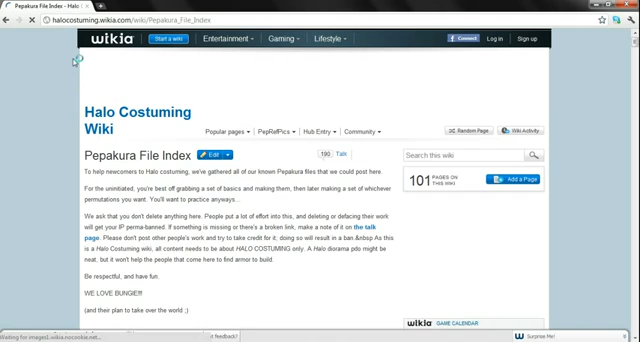 Pepakura File Index - Halo
halocostuming.wikia.com/wiki/Pepakura_File_Index
wikia Start a wiki Entertainment Gaming Lifestyle Connect Log in Sign up
Halo Costuming
Wiki
Popular pages PepRefPics Hub Entry Community Random Page Wiki Activity
Pepakura File Index Edit 180 Talk Search this wiki
To help newcomers to Halo costuming, we've gathered all of our known Pepakura files that we could post here.
101 PAGES ON THIS WIKI Add a Page
For the uninitiated, you're best off grabbing a set of basics and making them, then later making a set of whichever
permutations you want. You'll want to practice anyways...
We ask that you don't delete anything here. People put a lot of effort into this, and deleting or defacing their work
will get your IP perma-banned. If something is missing or there's a broken link, make a note of it on the talk
page. Please don't post other people's work and try to take credit for it; doing so will result in a ban &nbsp As this
is a Halo Costuming wiki, all content needs to be about HALO COSTUMING only. A Halo diorama pdo might be
neat, but it won't help the people that come here to find armor to build.
Be respectful, and have fun.
WE LOVE BUNGIE!!!
(and their plan to take over the world ;)
wikia GAME CALENDAR
Waiting for images1.wikia.nocookie.net... t feedback? W Surprise Me!